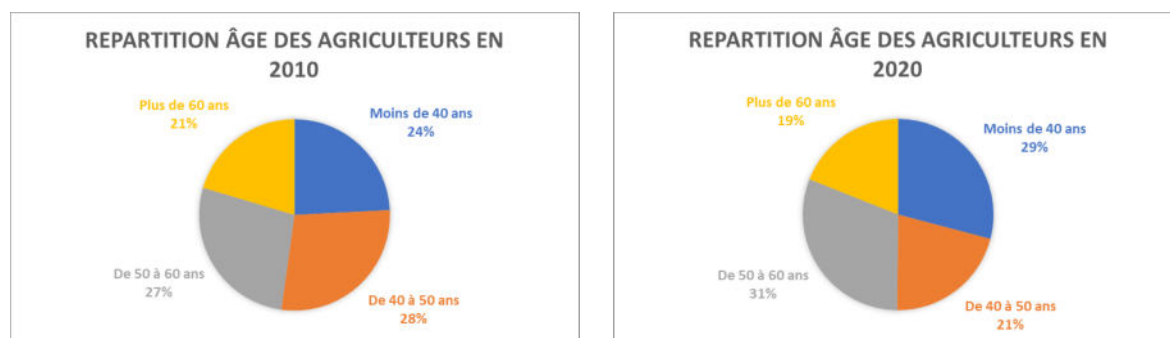 REPARTITION ÂGE DES AGRICULTEURS EN
2010
Plus de 60 ans
21%
Moins de 40 ans
24%
De 50 à 60 ans
27%
De 40 à 50 ans
28%
REPARTITION ÂGE DES AGRICULTEURS EN
2020
Plus de 60 ans
19%
Moins de 40 ans
29%
De 50 à 60 ans
31%
De 40 à 50 ans
21%